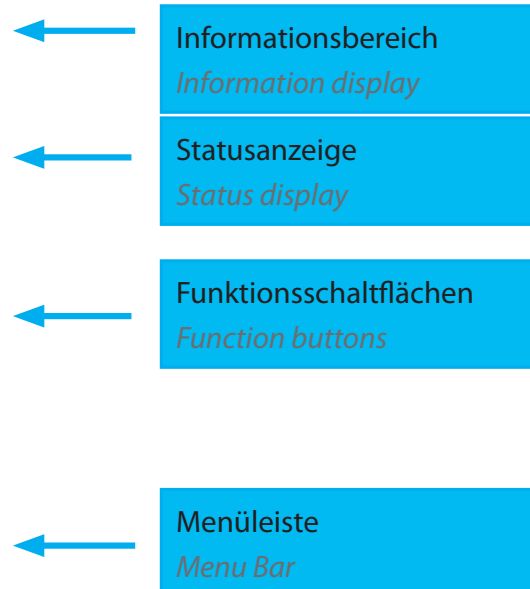 Informationsbereich
Information display
Statusanzeige
Status display
Funktionsschaltflächen
Function buttons
Menüleiste
Menu Bar